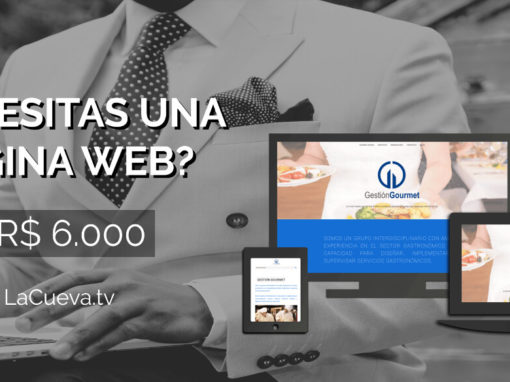 ESITAS UNA
GINA WEB?
R$ 6.000
LaCueva.tv
GestiónGourmet
SOMOS UN GRUPO INTERDISCIPLINARIO CON AM
EXPERIENCIA EN EL SECTOR GASTRONÓMICO
CAPACIDAD PARA DISEÑAR, IMPLEMENTA
SUPERVISAR SERVICIOS GASTRONÓMICOS
GESTIÓN GOURMET